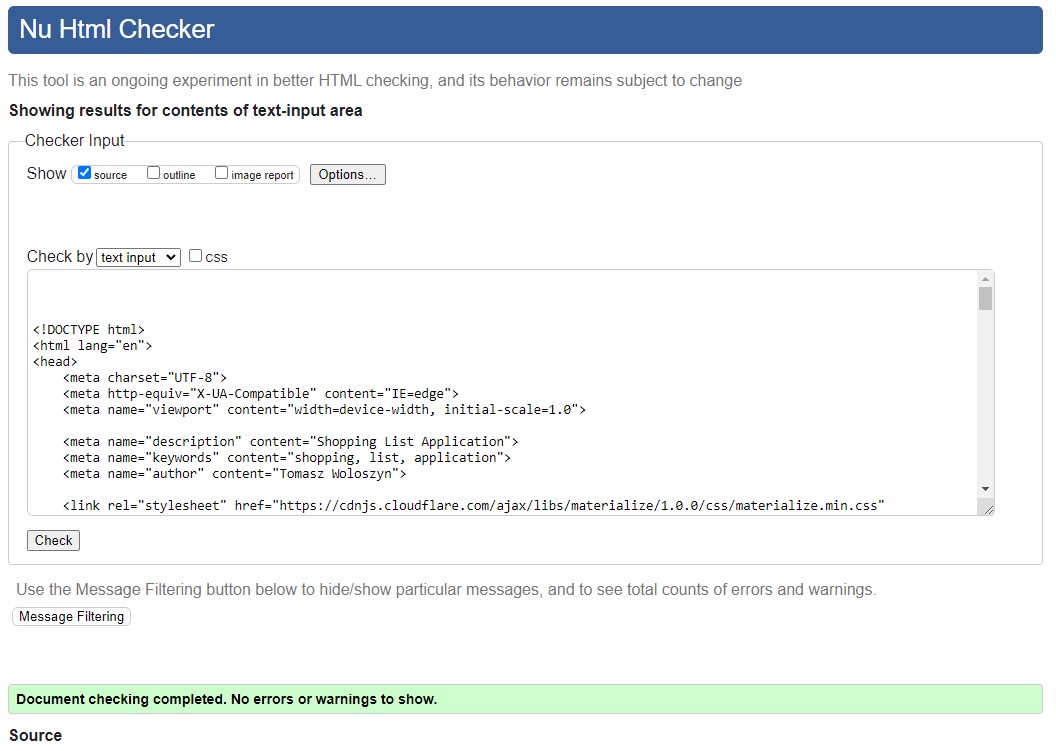 Nu Html Checker
This tool is an ongoing experiment in better HTML checking, and its behavior remains subject to change
Showing results for contents of text-input area
Checker Input
Show source outline image report Options...
Check by text input css
<!DOCTYPE html>
<html lang="en">
<head>
    <meta charset="UTF-8">
    <meta http-equiv="X-UA-Compatible" content="IE=edge">
    <meta name="viewport" content="width=device-width, initial-scale=1.0">
    <meta name="description" content="Shopping List Application">
    <meta name="keywords" content="shopping, list, application">
    <meta name="author" content="Tomasz Woloszyn">
    <link rel="stylesheet" href="https://cdnjs.cloudflare.com/ajax/libs/materialize/1.0.0/css/materialize.min.css"
Check
Use the Message Filtering button below to hide/show particular messages, and to see total counts of errors and warnings.
Message Filtering
Document checking completed. No errors or warnings to show.
Source